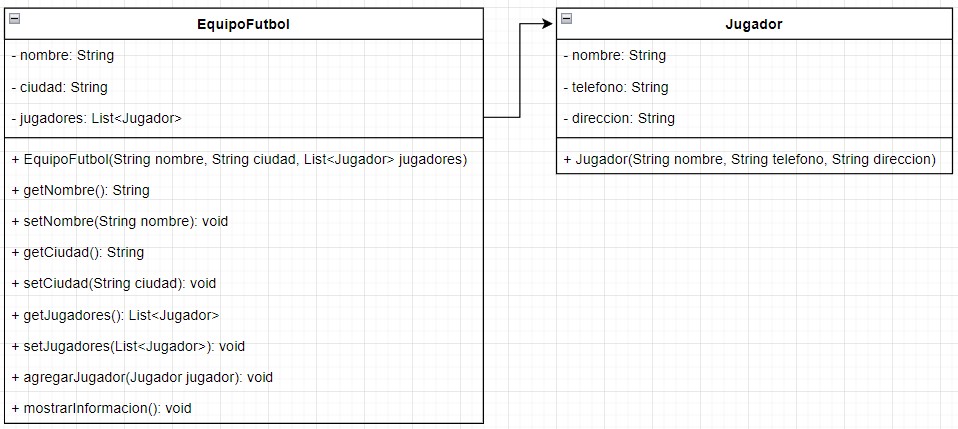 EquipoFutbol
- nombre: String
- ciudad: String
- jugadores: List<Jugador>
+ EquipoFutbol(String nombre, String ciudad, List<Jugador> jugadores)
+ getNombre(): String
+ setNombre(String nombre): void
+ getCiudad(): String
+ setCiudad(String ciudad): void
+ getJugadores(): List<Jugador>
+ setJugadores(List<Jugador>): void
+ agregarJugador(Jugador jugador): void
+ mostrarInformacion(): void
Jugador
- nombre: String
- telefono: String
- direccion: String
+ Jugador(String nombre, String telefono, String direccion)